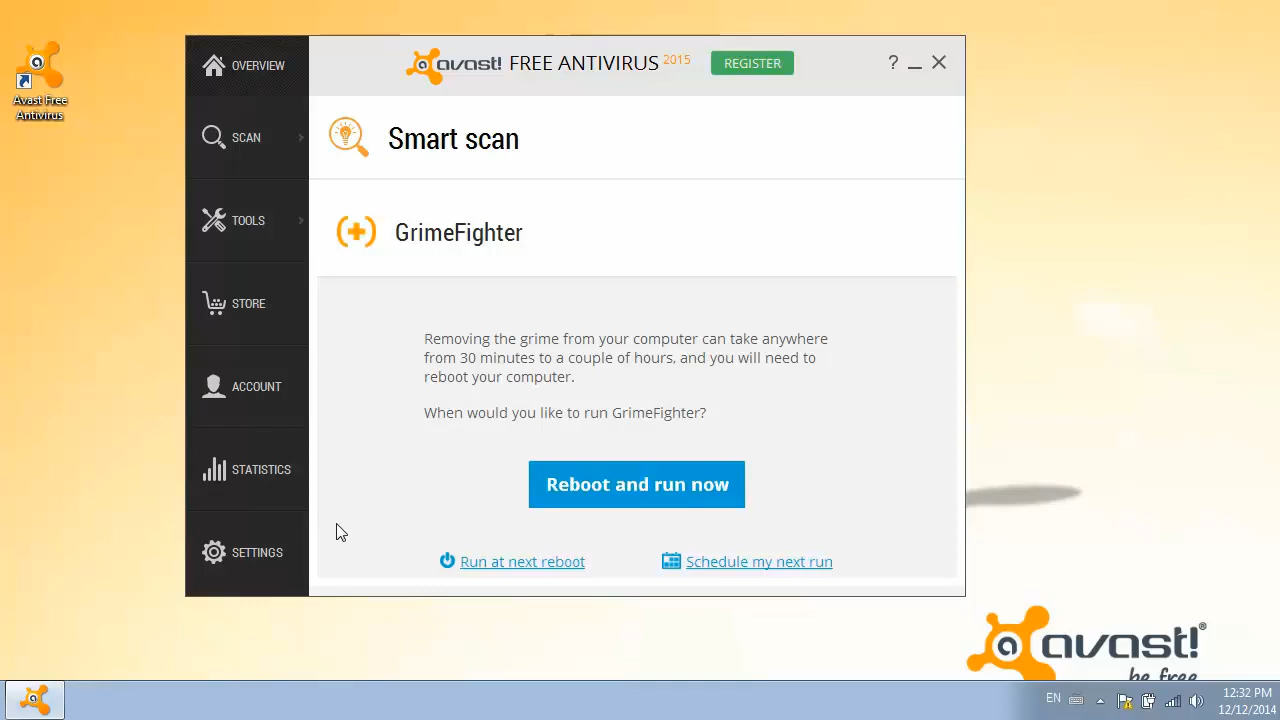 Avast Free
Antivirus
OVERVIEW
SCAN
TOOLS
STORE
ACCOUNT
STATISTICS
SETTINGS
avast! FREE ANTIVIRUS 2015 REGISTER ?
Smart scan
GrimeFighter
Removing the grime from your computer can take anywhere
from 30 minutes to a couple of hours, and you will need to
reboot your computer.
When would you like to run GrimeFighter?
Reboot and run now
Run at next reboot
Schedule my next run
avast!®
be free
EN
12:32 PM
12/12/2014